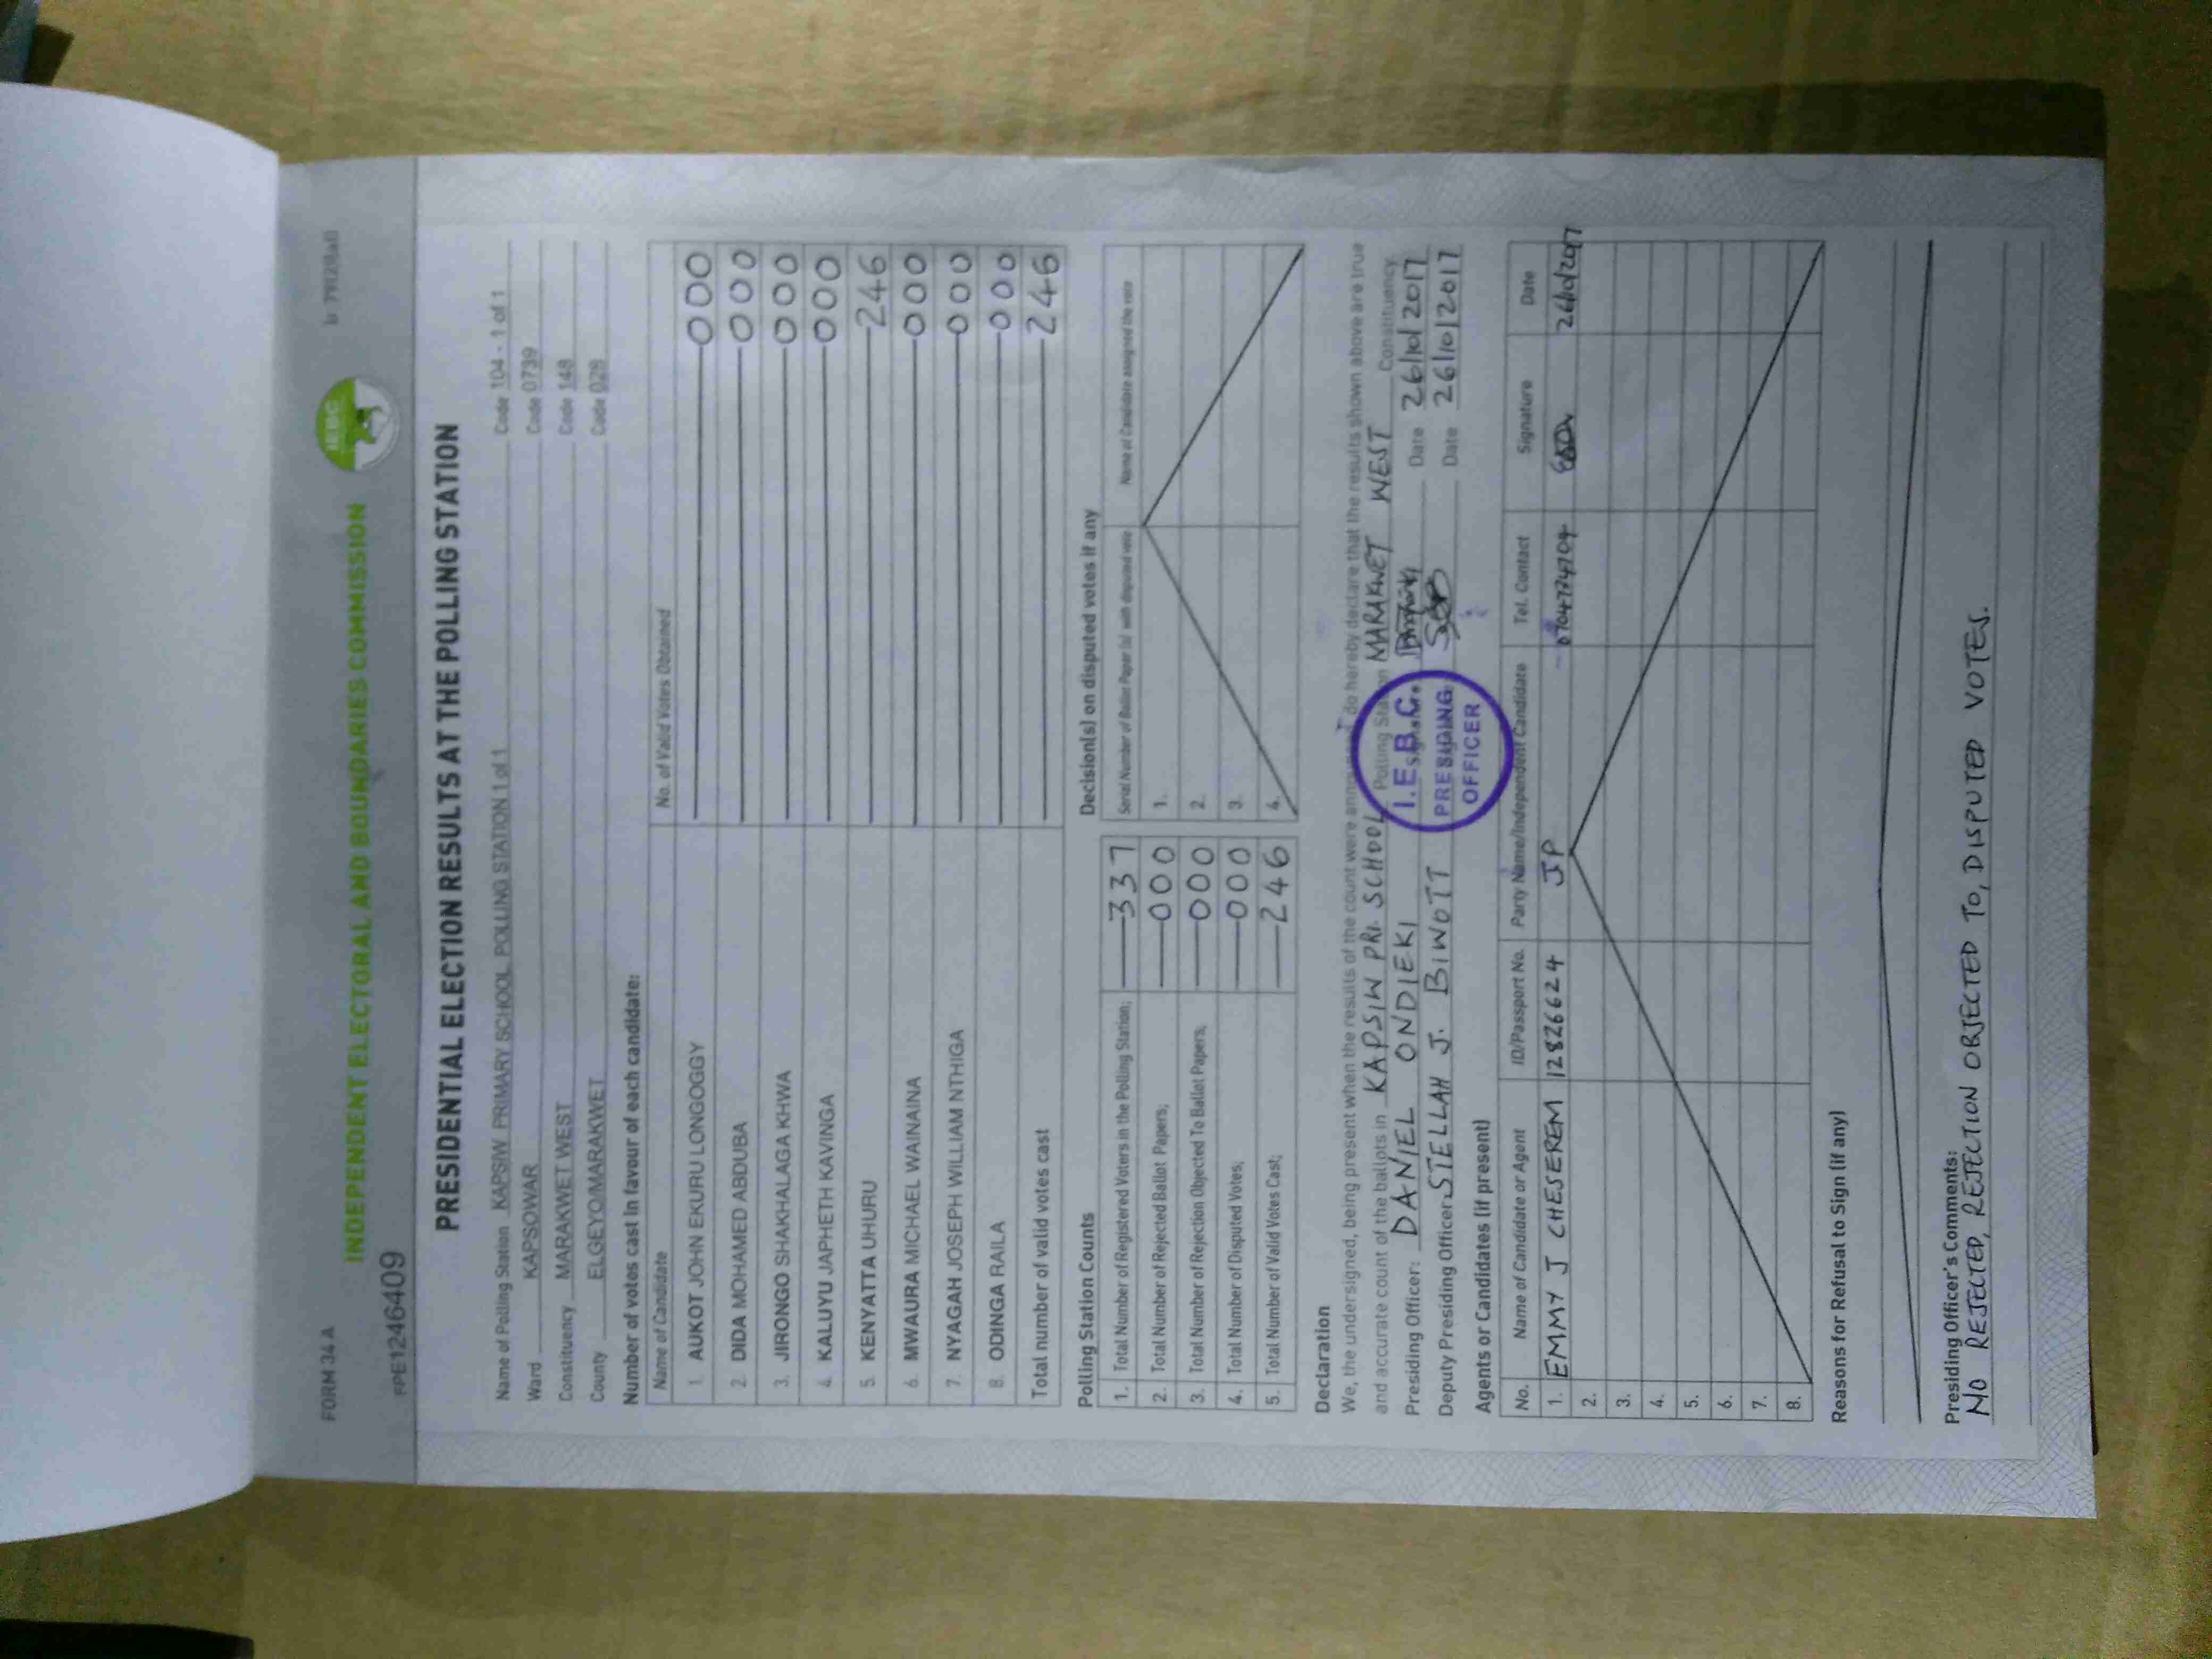 FORM 34 A
INDEPENDENT ELECTORAL AND BOUNDARIES COMMISSION
IEBC
FPE1246409
PRESIDENTIAL ELECTION RESULTS AT THE POLLING STATION
Name of Polling Station KAPSIW PRIMARY SCHOOL POLLING STATION 1 of 1 Code 104 - 1 of 1
Ward KAPSOWAR Code 0739
Constituency MARAKWET WEST Code 148
County ELGEYO/MARAKWET Code 028
Number of votes cast in favour of each candidate:
Name of Candidate No. of Valid Votes Obtained
1. AUKOT JOHN EKURU LONGOGGY 000
2. DIDA MOHAMED ABDUBA 000
3. JIRONGO SHAKHALAGA KHWA 000
4. KALUYU JAPHETH KAVINGA 000
5. KENYATTA UHURU 246
6. MWAURA MICHAEL WAINAINA 000
7. NYAGAH JOSEPH WILLIAM NTHIGA 000
8. ODINGA RAILA 000
Total number of valid votes cast 246
Polling Station Counts
1. Total Number of Registered Voters in the Polling Station; 337
2. Total Number of Rejected Ballot Papers; 000
3. Total Number of Rejection Objected To Ballot Papers; 000
4. Total Number of Disputed Votes; 000
5. Total Number of Valid Votes Cast; 246
Decision(s) on disputed votes if any
Serial Number of Ballot Paper (s) with disputed vote Name of Candidate assigned the vote
1.
2.
3.
4.
Declaration
We, the undersigned, being present when the results of the count were announced, do hereby declare that the results shown above are true
and accurate count of the ballots in KAPSIW PRI. SCHOOL Polling Station MARAKWET WEST Constituency.
Presiding Officer: DANIEL ONDIEKI Date 26/10/2017
Deputy Presiding Officer STELLAH J. BIWOTT Date 26/10/2017
I.E.B.C.
PRESIDING
OFFICER
Agents or Candidates (if present)
No. Name of Candidate or Agent ID/Passport No. Party Name/Independent Candidate Tel. Contact Signature Date
1. EMMY J CHESEREM 12826624 JP 0704774704 26/10/2017
2.
3.
4.
5.
6.
7.
8.
Reasons for Refusal to Sign (if any)
Presiding Officer's Comments:
NO REJECTED, REJECTION OBJECTED TO, DISPUTED VOTES.